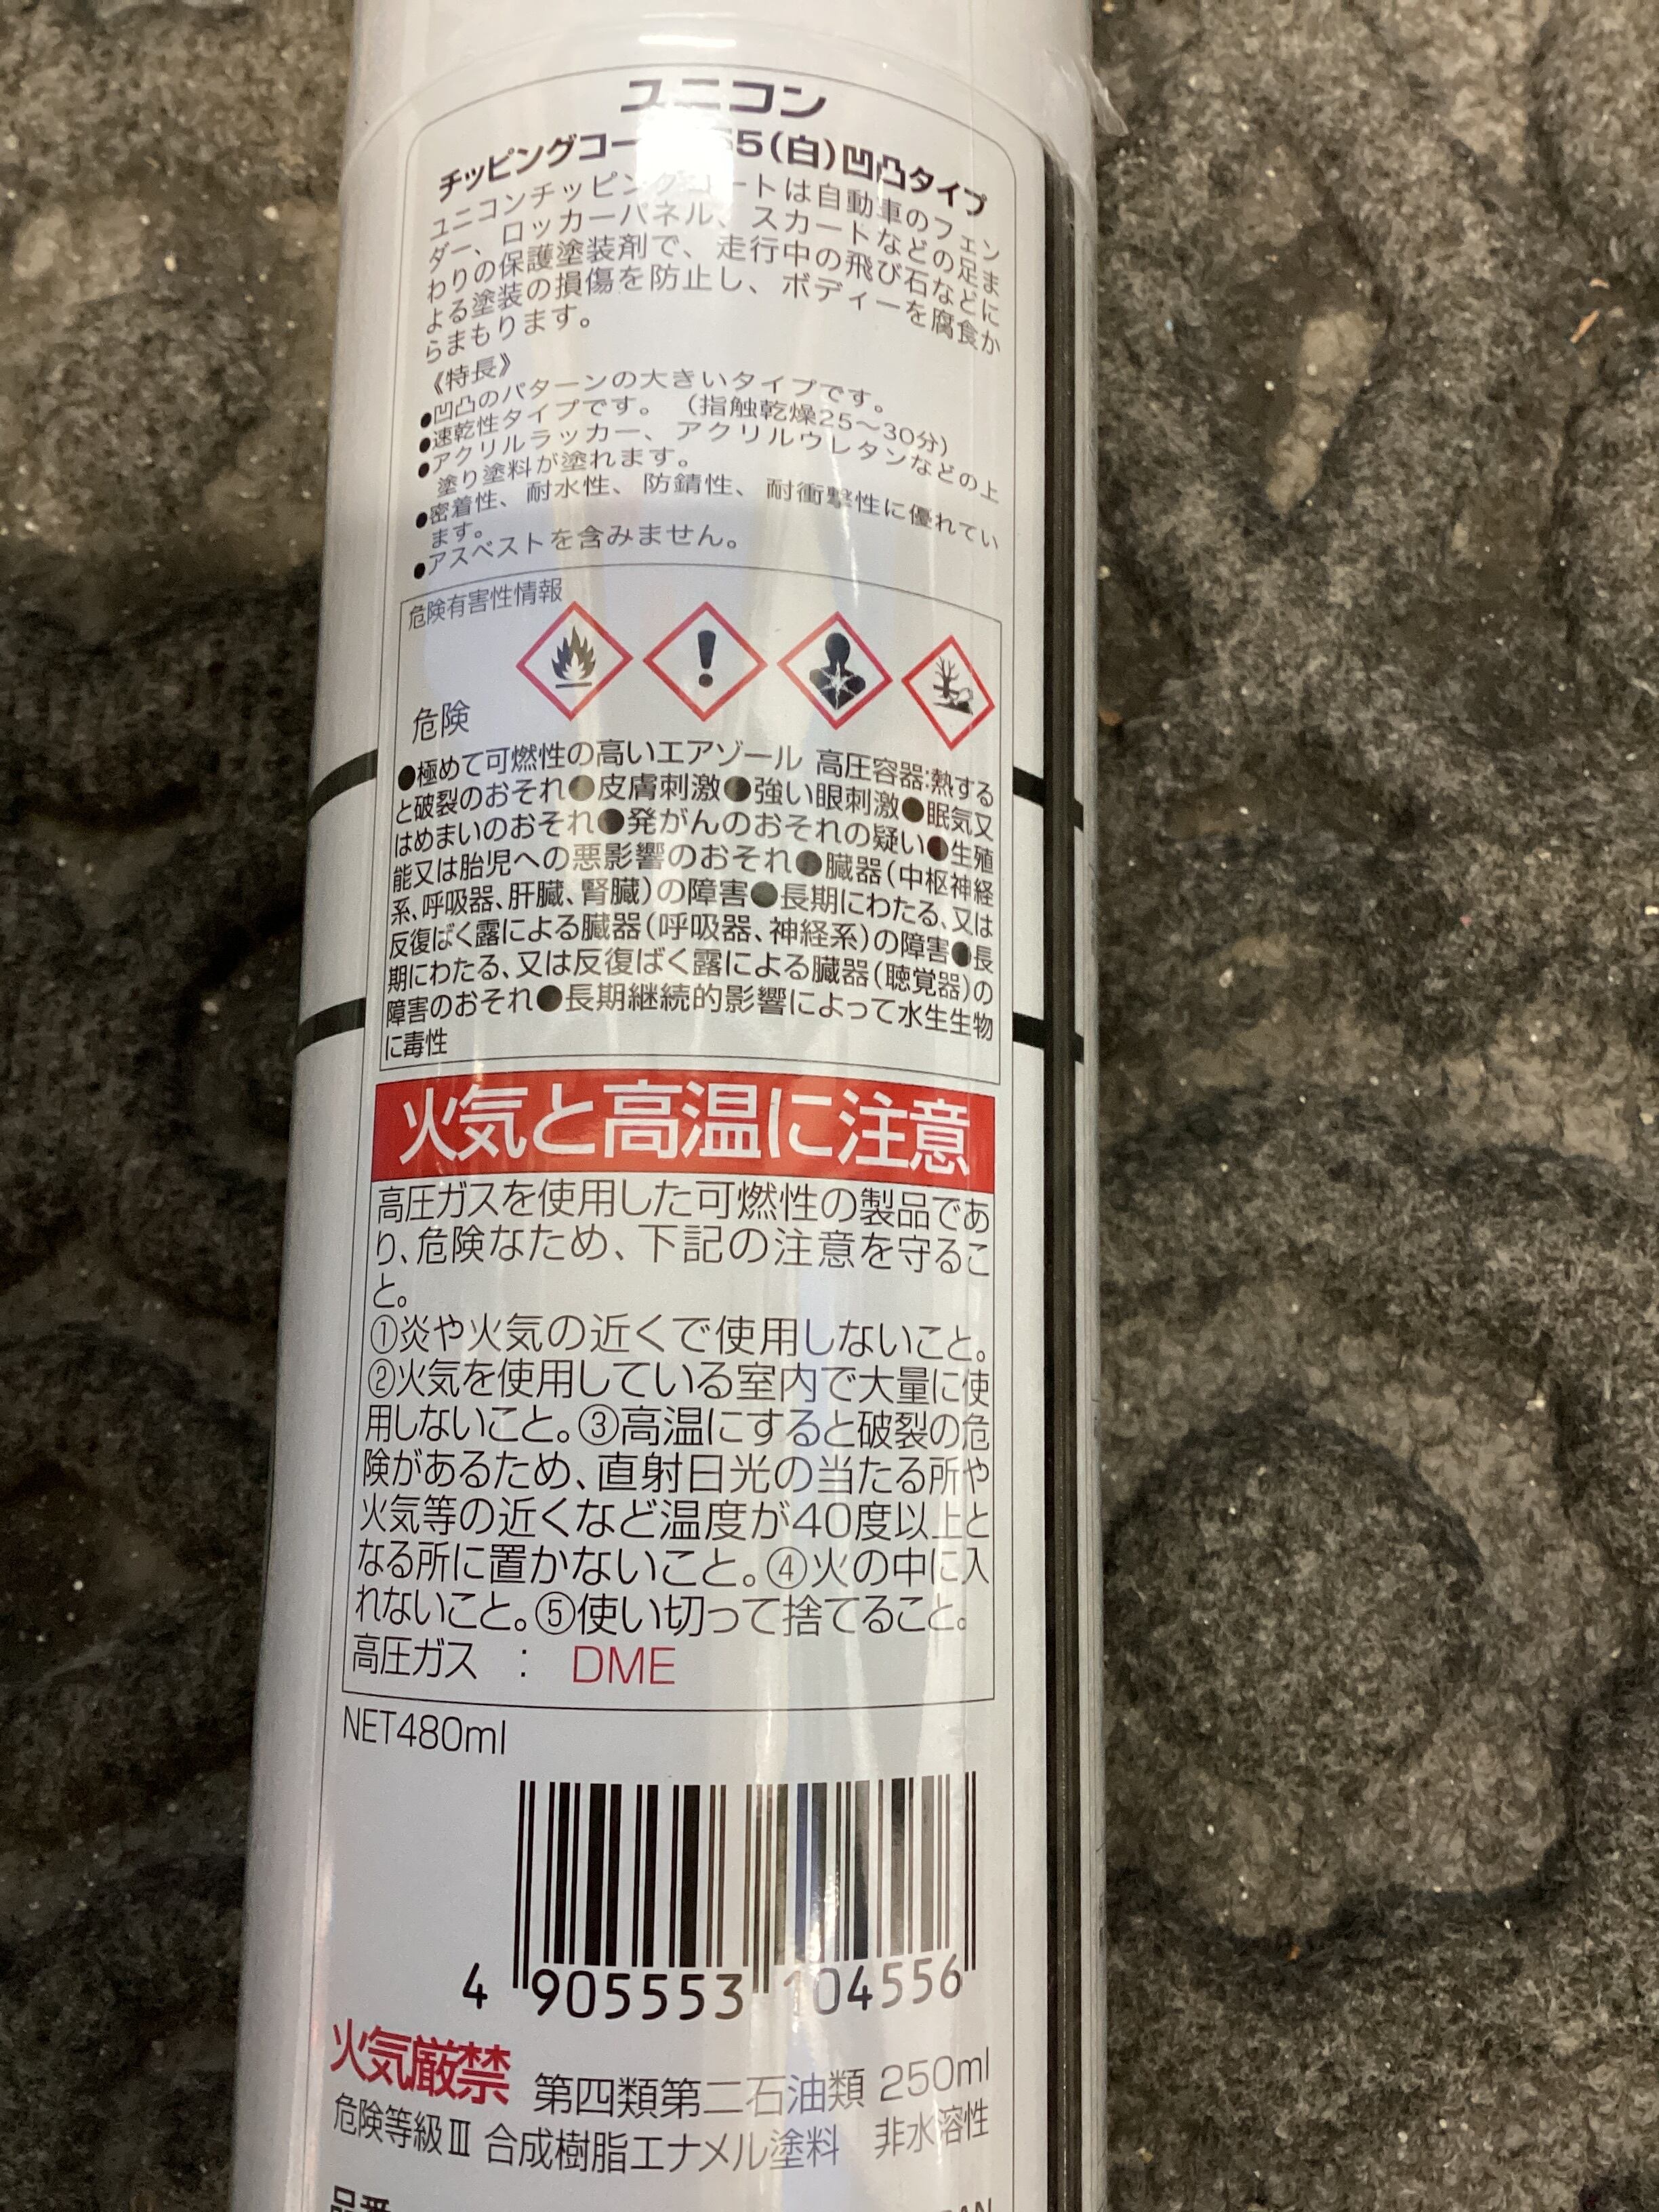 ユニコン
チッピングコー 55(白)凹凸タイプ
ユニコンチッピングコートは自動車のフェン
ダー、ロッカーパネル、スカートなどの足ま
わりの保護塗装剤で、走行中の飛び石などに
よる塗装の損傷を防止し、ボディーを腐食か
らまもります。
《特長》
●凹凸のパターンの大きいタイプです。
●速乾性タイプです。(指触乾燥25〜30分)
●アクリルラッカー、アクリルウレタンなどの上
塗り塗料が塗れます。
●密着性、耐水性、防錆性、耐衝撃性に優れてい
ます。
●アスベストを含みません。
危険有害性情報
危険
●極めて可燃性の高いエアゾール 高圧容器:熱する
と破裂のおそれ●皮膚刺激●強い眼刺激●眠気又
はめまいのおそれ●発がんのおそれの疑い●生殖
能又は胎児への悪影響のおそれ●臓器(中枢神経
系、呼吸器、肝臓、腎臓)の障害●長期にわたる、又は
反復ばく露による臓器(呼吸器、神経系)の障害●長
期にわたる、又は反復ばく露による臓器(聴覚器)の
障害のおそれ●長期継続的影響によって水生生物
に毒性
火気と高温に注意
高圧ガスを使用した可燃性の製品であ
り、危険なため、下記の注意を守るこ
と。
①炎や火気の近くで使用しないこと。
②火気を使用している室内で大量に使
用しないこと。③高温にすると破裂の危
険があるため、直射日光の当たる所や
火気等の近くなど温度が40度以上と
なる所に置かないこと。④火の中に入
れないこと。⑤使い切って捨てること。
高圧ガス : DME
NET480ml
4 905553 104556
火気厳禁 第四類第二石油類 250ml
危険等級Ⅲ 合成樹脂エナメル塗料 非水溶性
品番